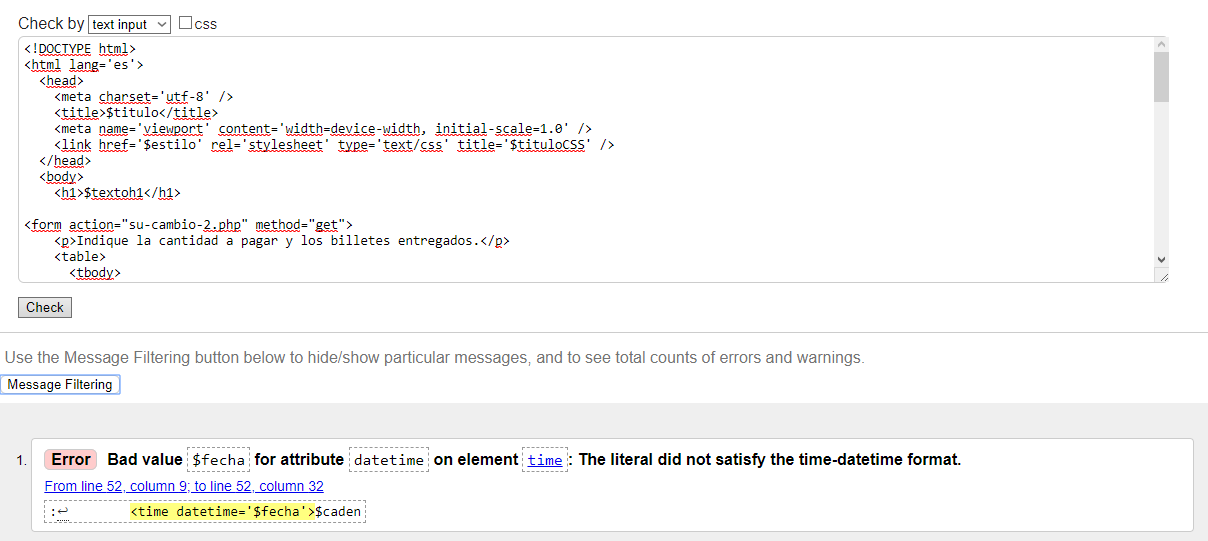 Check by text input css
<!DOCTYPE html>
<html lang='es'>
  <head>
    <meta charset='utf-8' />
    <title>$titulo</title>
    <meta name='viewport' content='width=device-width, initial-scale=1.0' />
    <link href='$estilo' rel='stylesheet' type='text/css' title='$tituloCSS' />
  </head>
  <body>
    <h1>$textoh1</h1>

<form action="su-cambio-2.php" method="get">
    <p>Indique la cantidad a pagar y los billetes entregados.</p>
    <table>
      <tbody>
Check
Use the Message Filtering button below to hide/show particular messages, and to see total counts of errors and warnings.
Message Filtering
1. Error Bad value $fecha for attribute datetime on element time: The literal did not satisfy the time-datetime format.
From line 52, column 9; to line 52, column 32
:↩        <time datetime='$fecha'>$caden